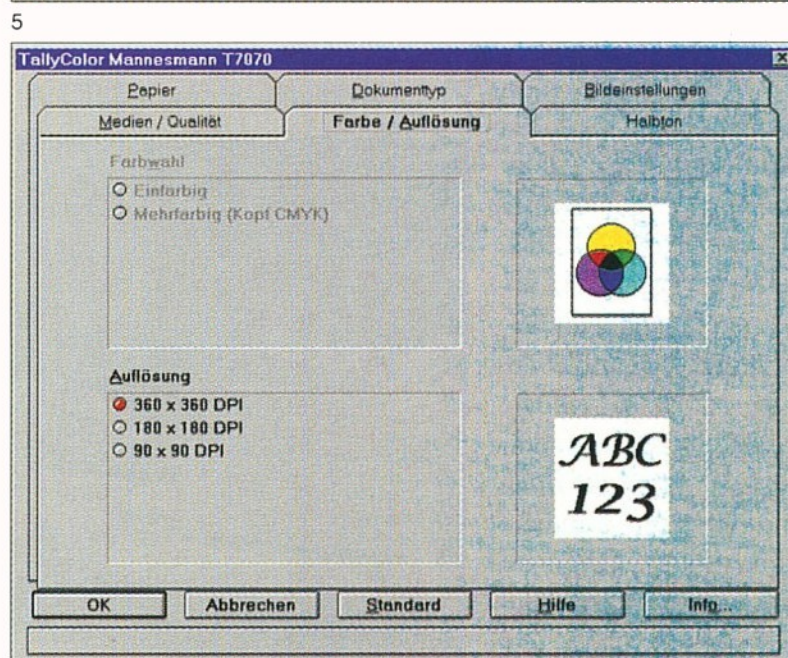 5
TallyColor Mannesmann T7070
Papier Dokumenttyp Bildeinstellungen
Medien / Qualität Farbe / Auflösung Halbton
Farbwahl
Einfarbig
Mehrfarbig (Kopf CMYK)
Auflösung
360 x 360 DPI
180 x 180 DPI
90 x 90 DPI
ABC
123
OK Abbrechen Standard Hilfe Info...